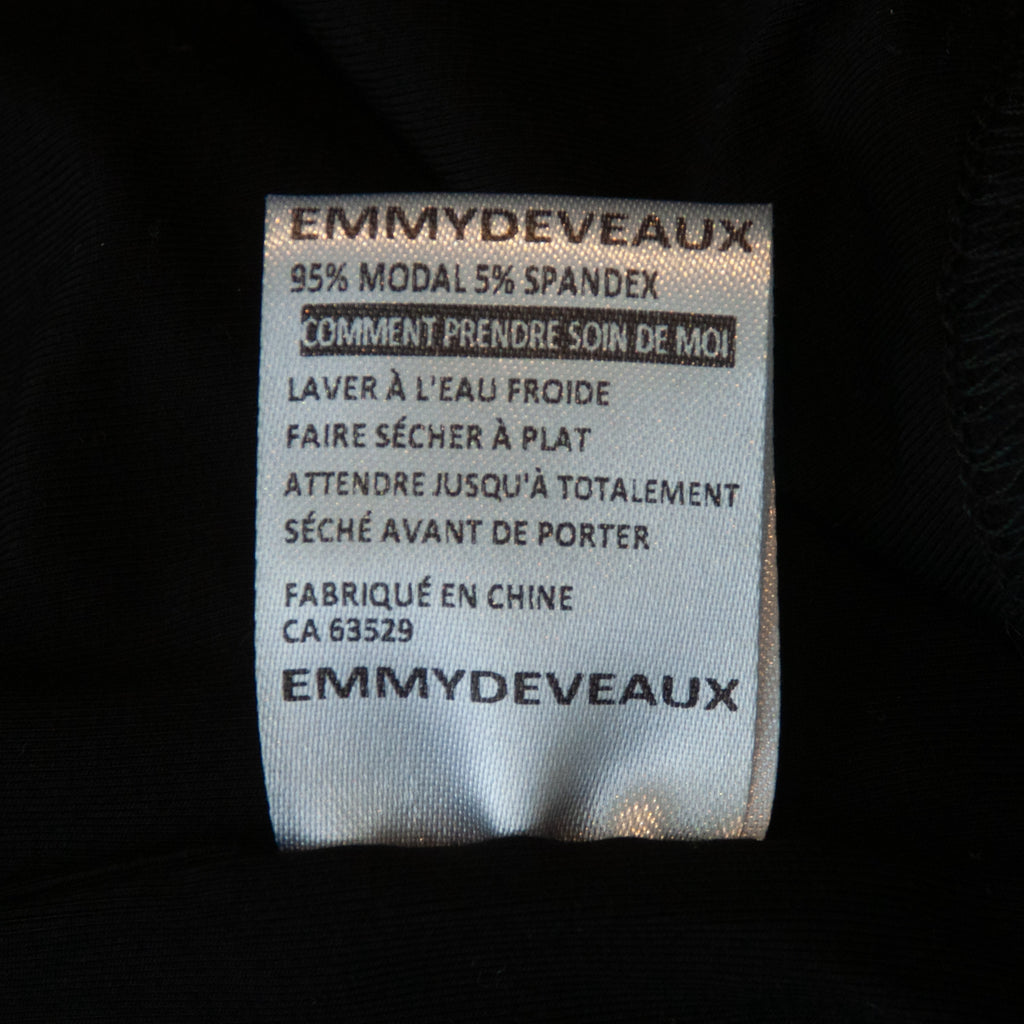 EMMYDEVEAUX
95% MODAL 5% SPANDEX
COMMENT PRENDRE SOIN DE MOI
LAVER À L'EAU FROIDE
FAIRE SÉCHER À PLAT
ATTENDRE JUSQU'À TOTALEMENT
SÉCHÉ AVANT DE PORTER
FABRIQUÉ EN CHINE
CA 63529
EMMYDEVEAUX